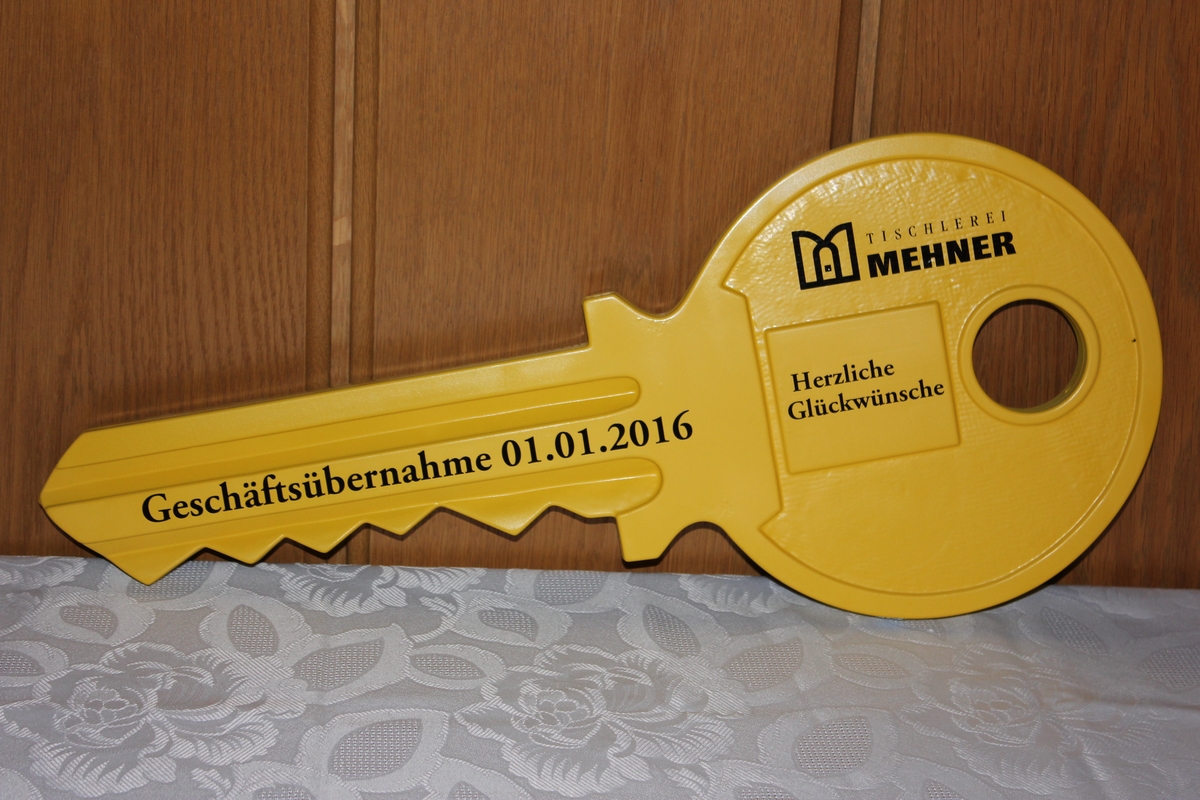 TISCHLEREI
MEHNER
Herzliche
Glückwünsche
Geschäftsübernahme 01.01.2016